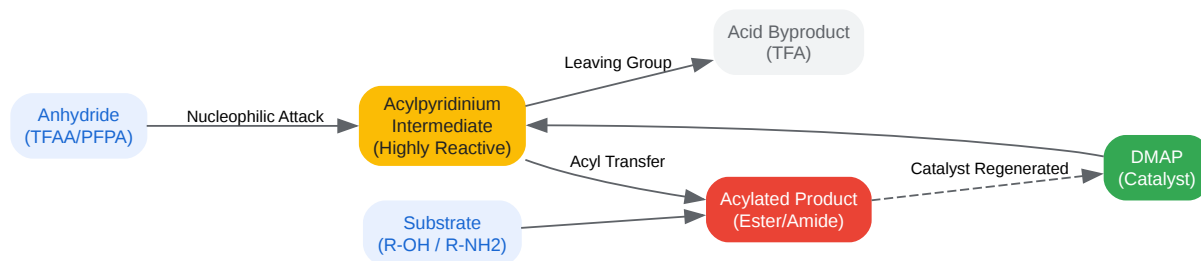 Anhydride
(TFAA/PFPA)
Nucleophilic Attack
Acylpyridinium
Intermediate
(Highly Reactive)
Leaving Group
Acid Byproduct
(TFA)
Acyl Transfer
Substrate
(R-OH / R-NH2)
Acylated Product
(Ester/Amide)
Catalyst Regenerated
DMAP
(Catalyst)